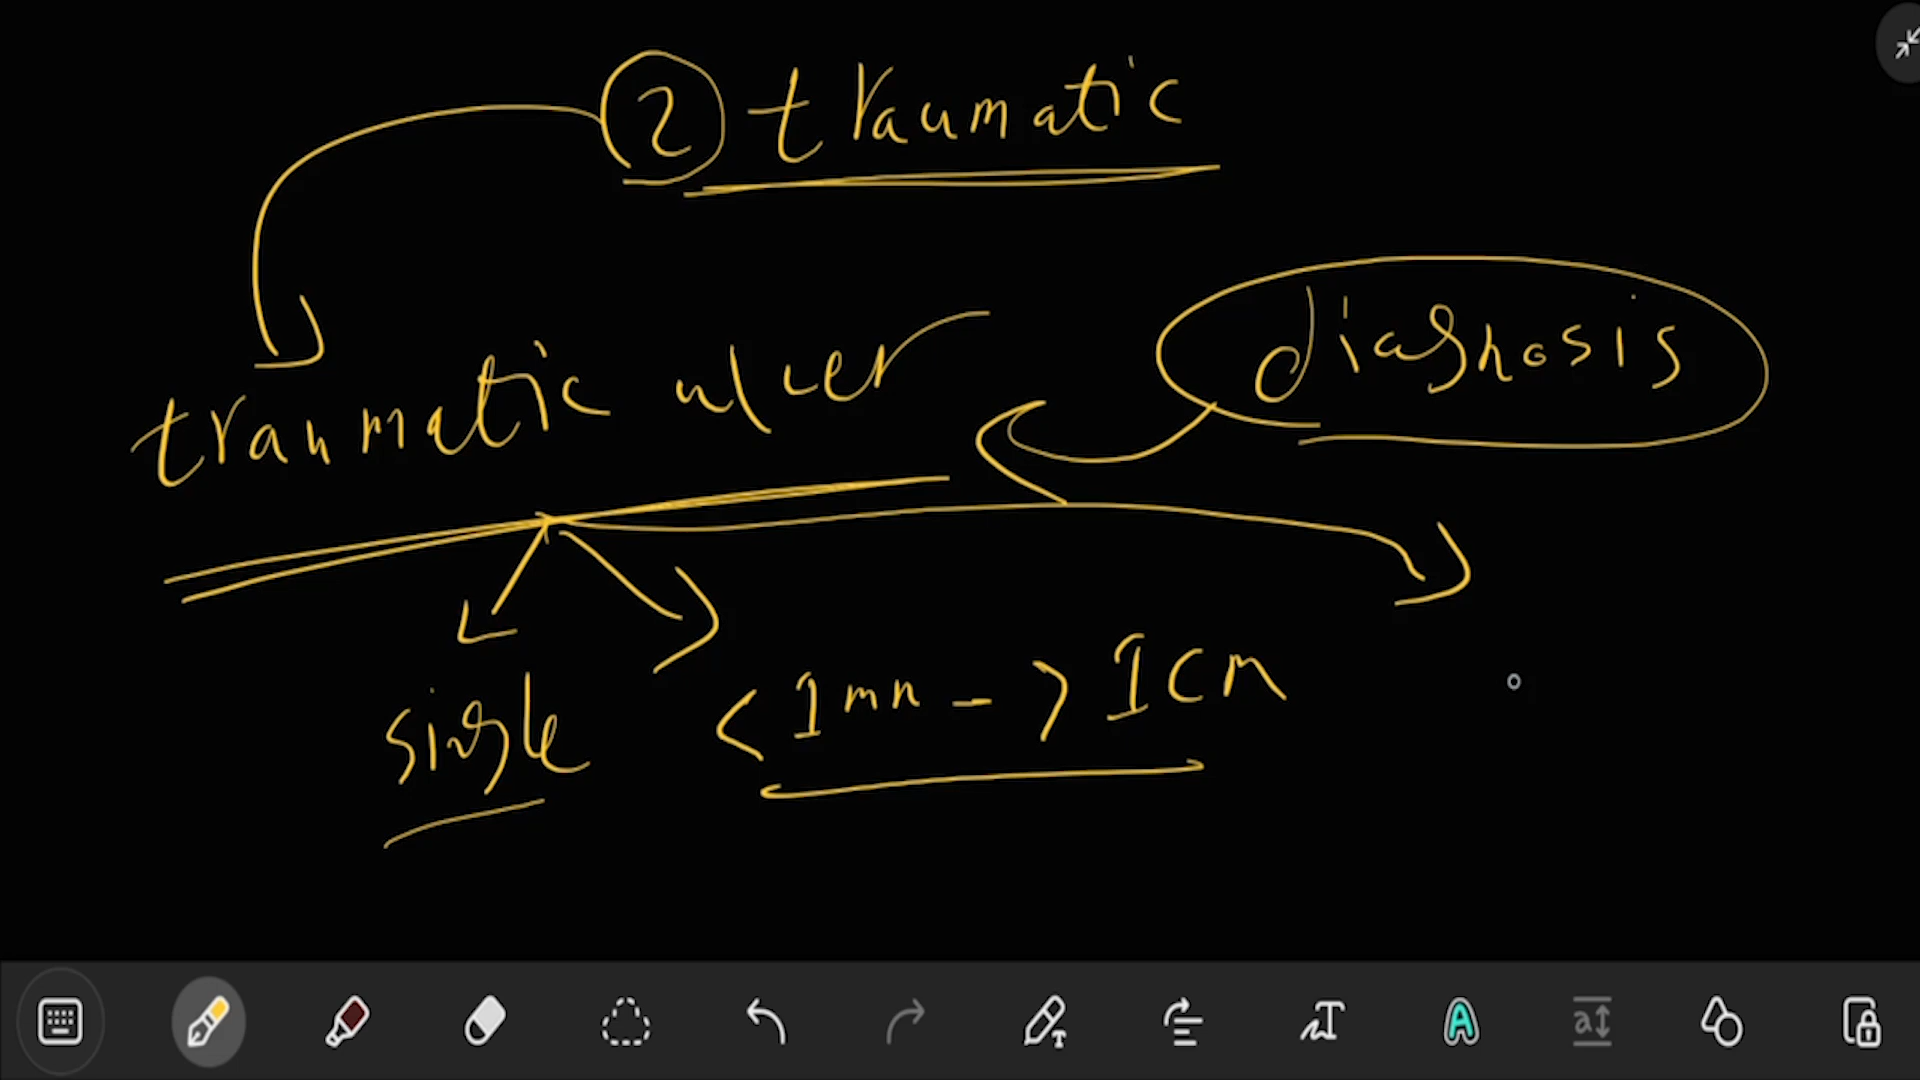 2 traumatic
diagnosis
traumatic ulcer
single <1mm - >1cm